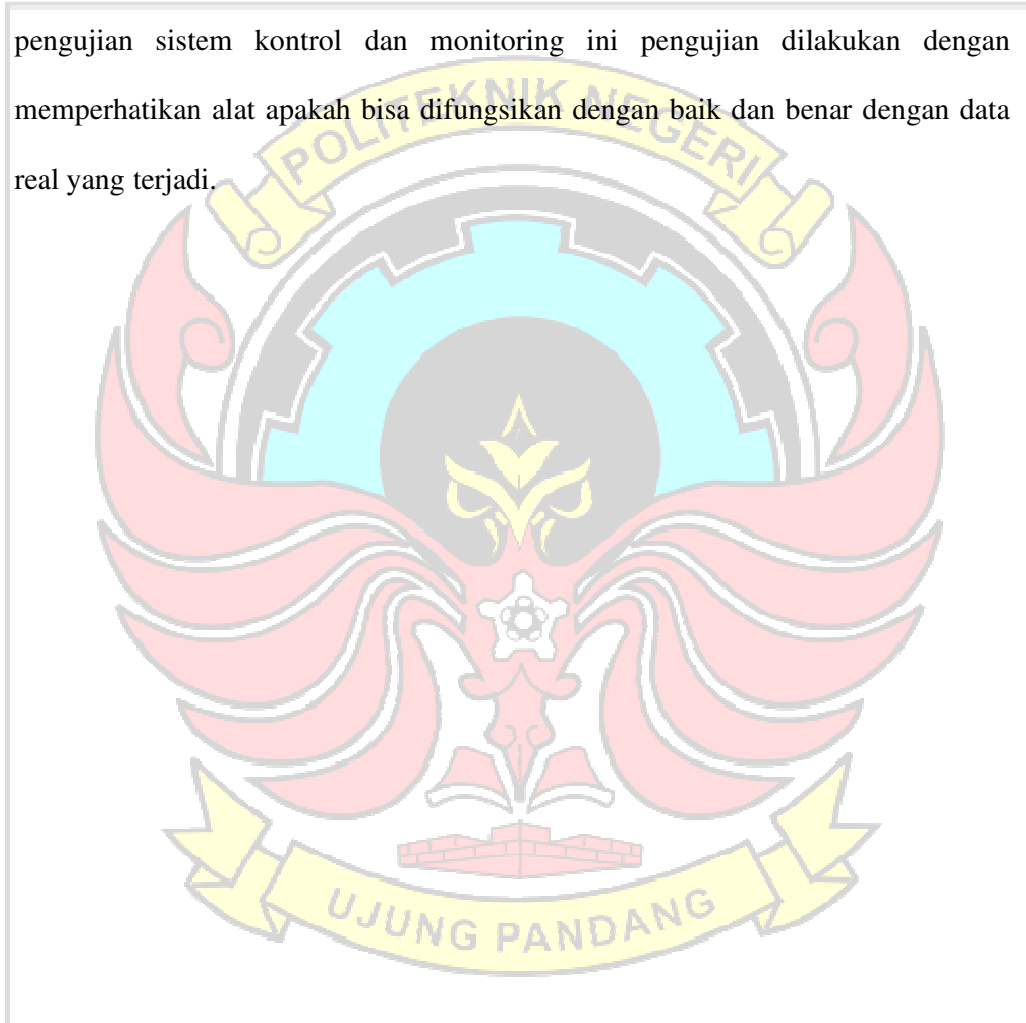 pengujian sistem kontrol dan monitoring ini pengujian dilakukan dengan
memperhatikan alat apakah bisa difungsikan dengan baik dan benar dengan data
real yang terjadi.
POLITEKNIK NEGERI
UJUNG PANDANG